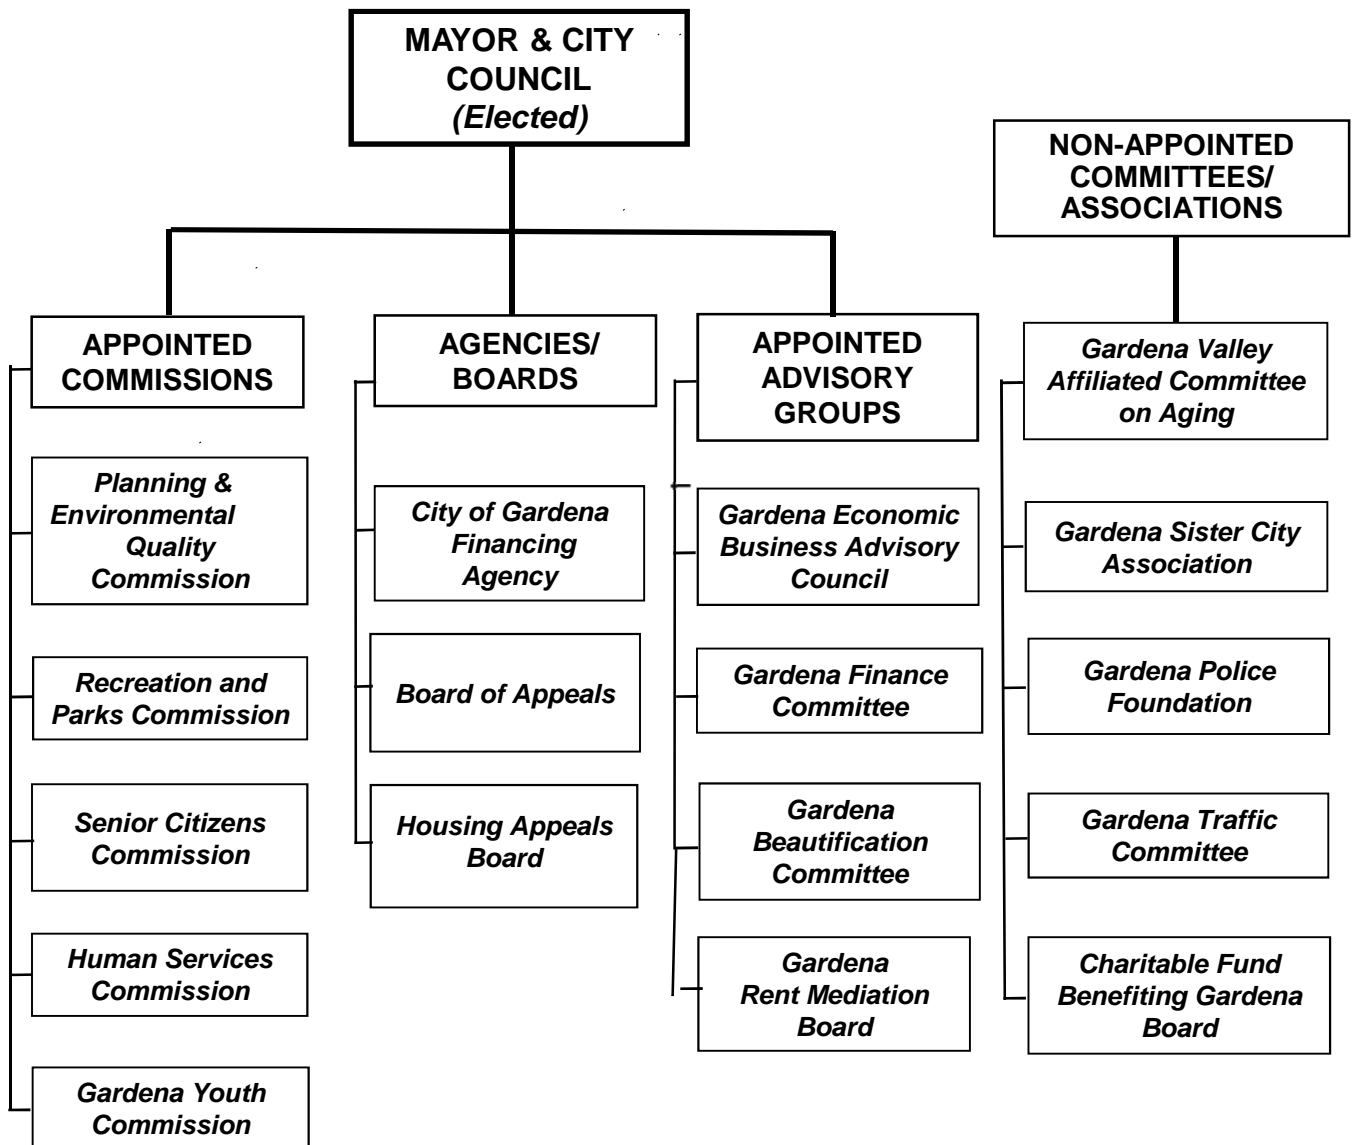 MAYOR & CITY
COUNCIL
(Elected)
NON-APPOINTED
COMMITTEES/
ASSOCIATIONS
APPOINTED
COMMISSIONS
Planning &
Environmental
Quality
Commission
Recreation and
Parks Commission
Senior Citizens
Commission
Human Services
Commission
Gardena Youth
Commission
AGENCIES/
BOARDS
City of Gardena
Financing
Agency
Board of Appeals
Housing Appeals
Board
APPOINTED
ADVISORY
GROUPS
Gardena Economic
Business Advisory
Council
Gardena Finance
Committee
Gardena
Beautification
Committee
Gardena
Rent Mediation
Board
Gardena Valley
Affiliated Committee
on Aging
Gardena Sister City
Association
Gardena Police
Foundation
Gardena Traffic
Committee
Charitable Fund
Benefiting Gardena
Board